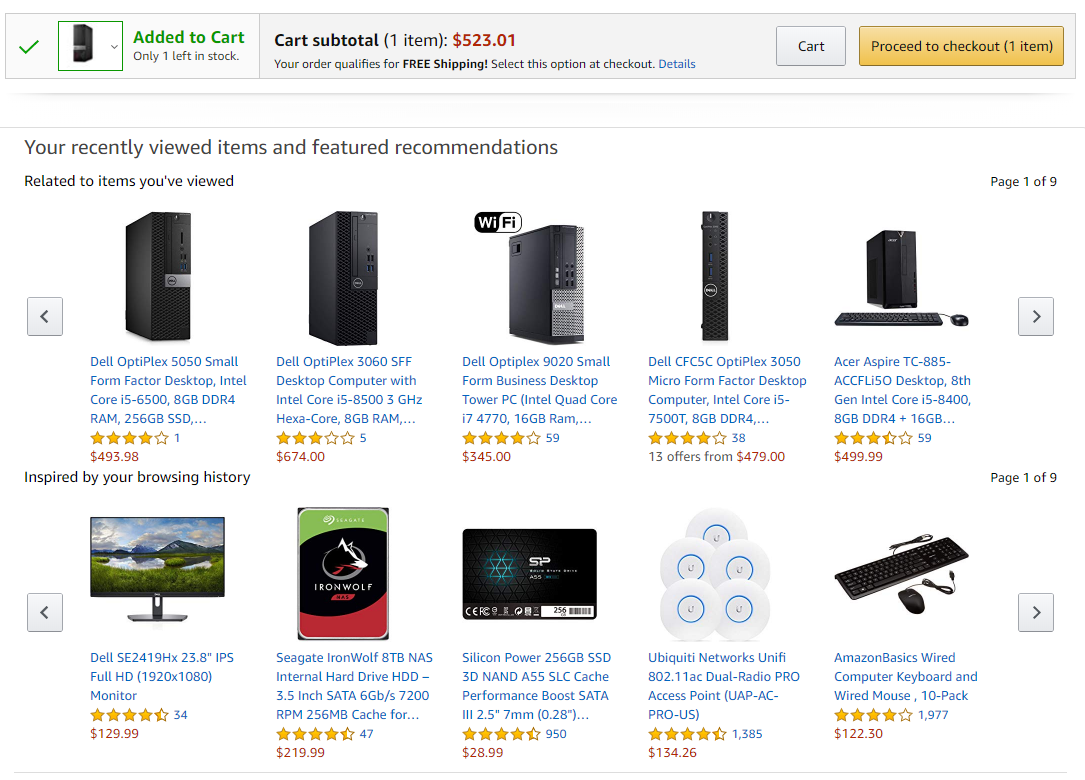 Added to Cart
Only 1 left in stock.
Cart subtotal (1 item): $523.01
Your order qualifies for FREE Shipping! Select this option at checkout. Details
Cart
Proceed to checkout (1 item)
Your recently viewed items and featured recommendations
Related to items you've viewed
Page 1 of 9
WiFi
DELL
acer
Dell OptiPlex 5050 Small
Form Factor Desktop, Intel
Core i5-6500, 8GB DDR4
RAM, 256GB SSD,...
1
$493.98
Dell OptiPlex 3060 SFF
Desktop Computer with
Intel Core i5-8500 3 GHz
Hexa-Core, 8GB RAM,...
5
$674.00
Dell Optiplex 9020 Small
Form Business Desktop
Tower PC (Intel Quad Core
i7 4770, 16GB Ram,...
59
$345.00
Dell CFC5C OptiPlex 3050
Micro Form Factor Desktop
Computer, Intel Core i5-
7500T, 8GB DDR4,...
38
13 offers from $479.00
Acer Aspire TC-885-
ACCFLi5O Desktop, 8th
Gen Intel Core i5-8400,
8GB DDR4 + 16GB...
59
$499.99
Inspired by your browsing history
Page 1 of 9
SEAGATE
IRONWOLF
NAS
SP
SOLID STATE DRIVE
A55
256
Dell SE2419Hx 23.8" IPS
Full HD (1920x1080)
Monitor
34
$129.99
Seagate IronWolf 8TB NAS
Internal Hard Drive HDD –
3.5 Inch SATA 6Gb/s 7200
RPM 256MB Cache for...
47
$219.99
Silicon Power 256GB SSD
3D NAND A55 SLC Cache
Performance Boost SATA
III 2.5" 7mm (0.28")...
950
$28.99
Ubiquiti Networks Unifi
802.11ac Dual-Radio PRO
Access Point (UAP-AC-
PRO-US)
1,385
$134.26
AmazonBasics Wired
Computer Keyboard and
Wired Mouse , 10-Pack
1,977
$122.30